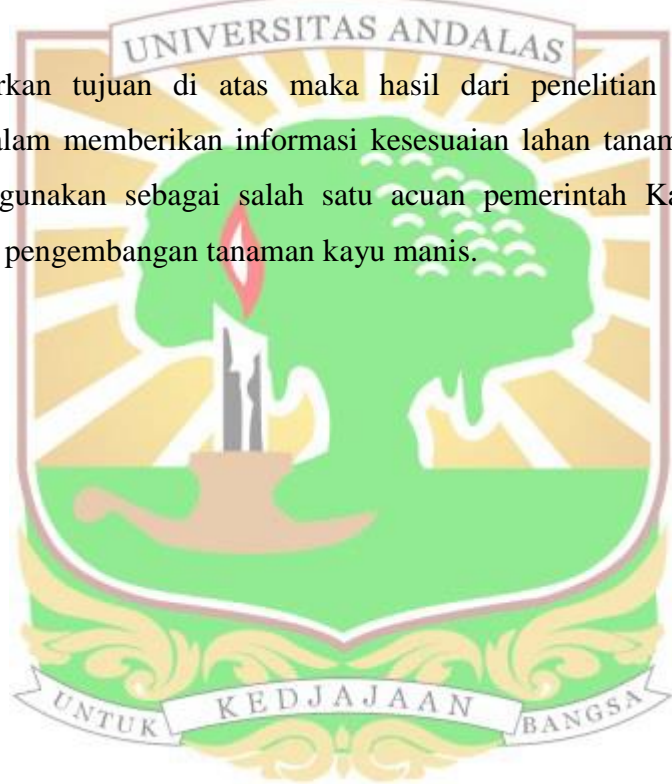 UNIVERSITAS ANDALAS
rkan tujuan di atas maka hasil dari penelitian
alam memberikan informasi kesesuaian lahan tanam
gunakan sebagai salah satu acuan pemerintah Ka
pengembangan tanaman kayu manis.
UNTUK KEDJAJAAN BANGSA